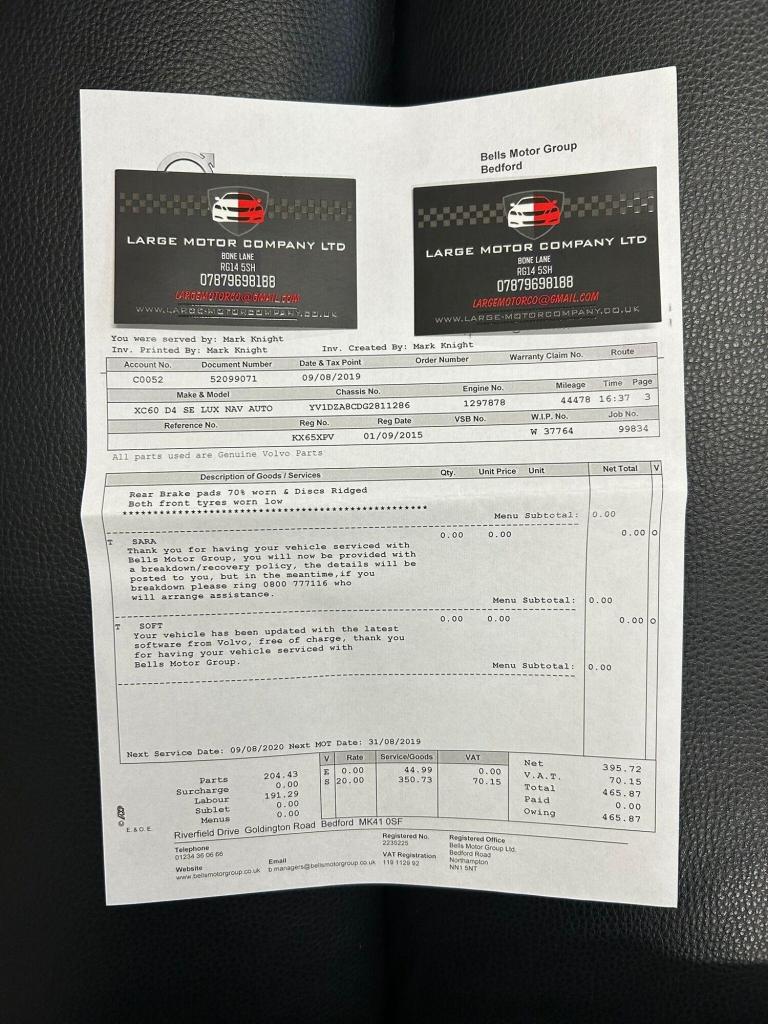 Bells Motor Group
Bedford
LARGE MOTOR COMPANY LTD
BONE LANE
RG14 5SH
07879698188
LARGEMOTORCO@GMAIL.COM
WWW.LARGE-MOTORCOMPANY.CO.UK
LARGE MOTOR COMPANY LTD
BONE LANE
RG14 5SH
07879698188
LARGEMOTORCO@GMAIL.COM
WWW.LARGE-MOTORCOMPANY.CO.UK
You were served by: Mark Knight
Inv. Printed By: Mark Knight Inv. Created By: Mark Knight
Account No. Document Number Date & Tax Point Order Number Warranty Claim No. Route
C0052 52099071 09/08/2019
Make & Model Chassis No. Engine No. Mileage Time Page
XC60 D4 SE LUX NAV AUTO YV1DZA8CDG2811286 1297878 44478 16:37 3
Reference No. Reg No. Reg Date VSB No. W.I.P. No. Job No.
KX65XPV 01/09/2015 W 37764 99834
All parts used are Genuine Volvo Parts
Description of Goods / Services Qty. Unit Price Unit Net Total V
Rear Brake pads 70% worn & Discs Ridged
Both front tyres worn low
Menu Subtotal: 0.00
T SARA 0.00 0.00 0.00 O
Thank you for having your vehicle serviced with
Bells Motor Group, you will now be provided with
a breakdown/recovery policy, the details will be
posted to you, but in the meantime,if you
breakdown please ring 0800 777116 who
will arrange assistance.
Menu Subtotal: 0.00
T SOFT 0.00 0.00 0.00 O
Your vehicle has been updated with the latest
software from Volvo, free of charge, thank you
for having your vehicle serviced with
Bells Motor Group.
Menu Subtotal: 0.00
Next Service Date: 09/08/2020 Next MOT Date: 31/08/2019
V Rate Service/Goods VAT
E 0.00 44.99 0.00
S 20.00 350.73 70.15
Parts 204.43
Surcharge 0.00
Labour 191.29
Sublet 0.00
Menus 0.00
Net 395.72
V.A.T. 70.15
Total 465.87
Paid 0.00
Owing 465.87
E.& O.E.
Riverfield Drive Goldington Road Bedford MK41 0SF
Telephone
01234 36 06 66
Website
www.bellsmotorgroup.co.uk
Email
b managers@bellsmotorgroup.co.uk
Registered No.
2235225
VAT Registration
119 1129 92
Registered Office
Bells Motor Group Ltd.
Bedford Road
Northampton
NN1 5NT